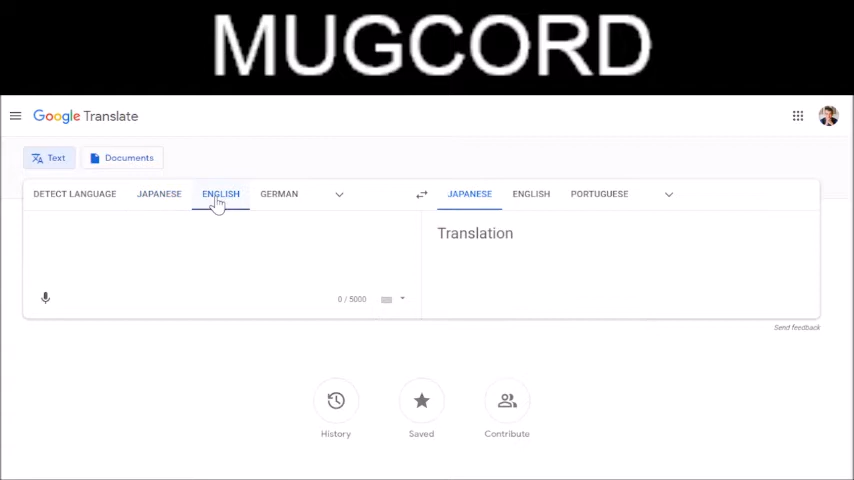 MUGCORD
Google Translate
Text
Documents
DETECT LANGUAGE JAPANESE ENGLISH GERMAN JAPANESE ENGLISH PORTUGUESE
Translation
0 / 5000
Send feedback
History Saved Contribute